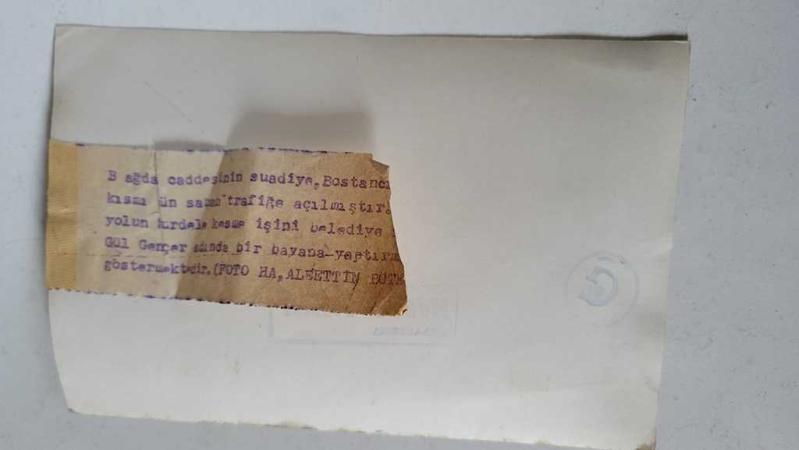 B ağda caddesinin suadiye, Bostancı
kısmı ün sabah trafiğe açılmıştır.
yolun kurdele kesme işini belediye
Gül Gençer adında bir bayana yaptır
göstermektedir.(FOTO HA, ALEETTİN
G